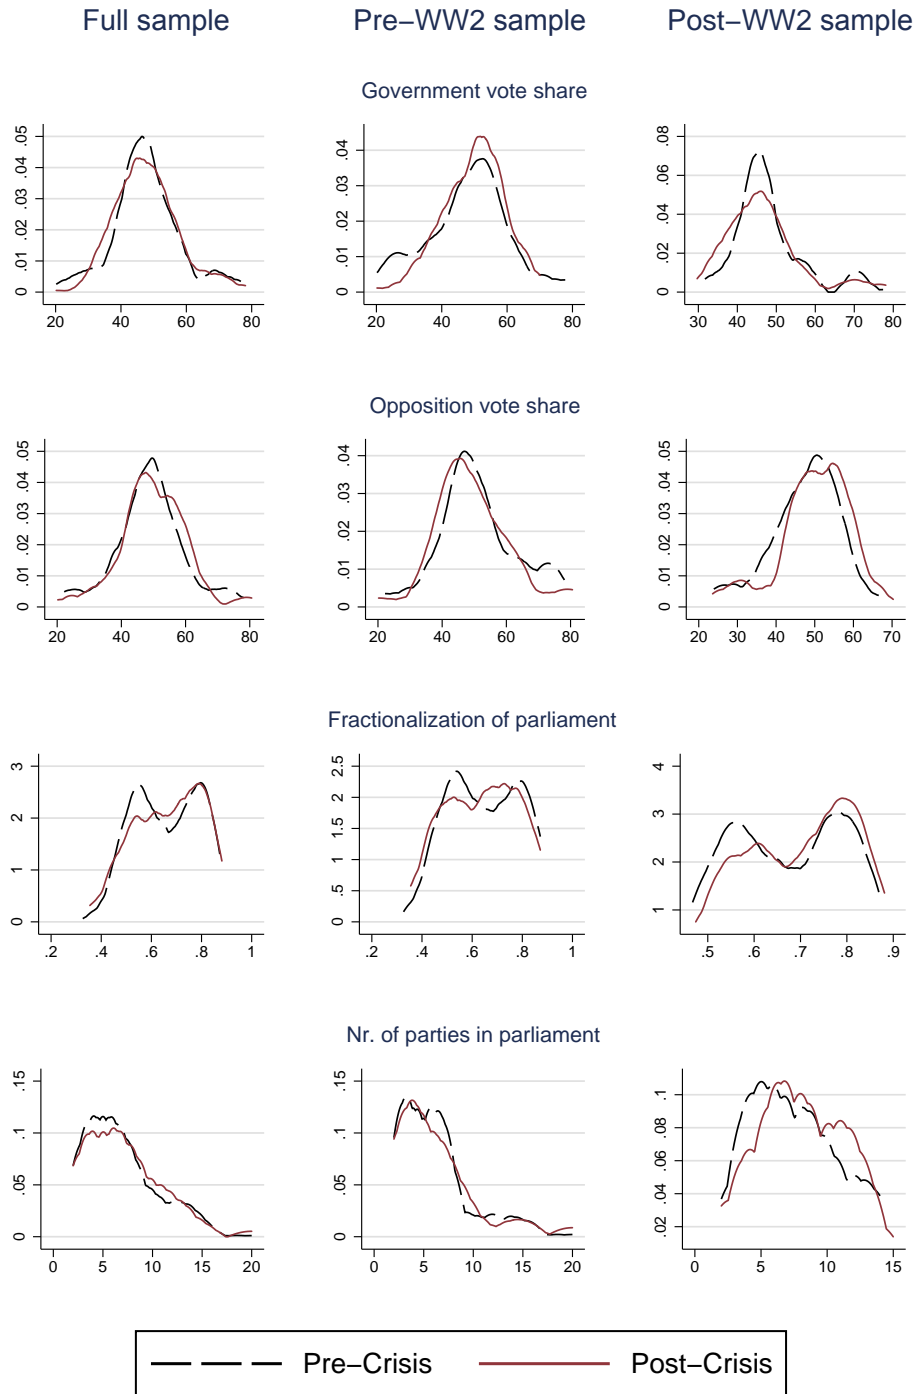 Full sample Pre−WW2 sample Post−WW2 sample
Government vote share
0 .01 .02 .03 .04 .05
20 40 60 80
0 .01 .02 .03 .04
20 40 60 80
0 .02 .04 .06 .08
30 40 50 60 70 80
Opposition vote share
0 .01 .02 .03 .04 .05
20 40 60 80
0 .01 .02 .03 .04
20 40 60 80
0 .01 .02 .03 .04 .05
20 30 40 50 60 70
Fractionalization of parliament
0 1 2 3
.2 .4 .6 .8 1
0 .5 1 1.5 2 2.5
.2 .4 .6 .8 1
1 2 3 4
.5 .6 .7 .8 .9
Nr. of parties in parliament
0 .05 .1 .15
0 5 10 15 20
0 .05 .1 .15
0 5 10 15 20
.02 .04 .06 .08 .1
0 5 10 15
Pre−Crisis Post−Crisis